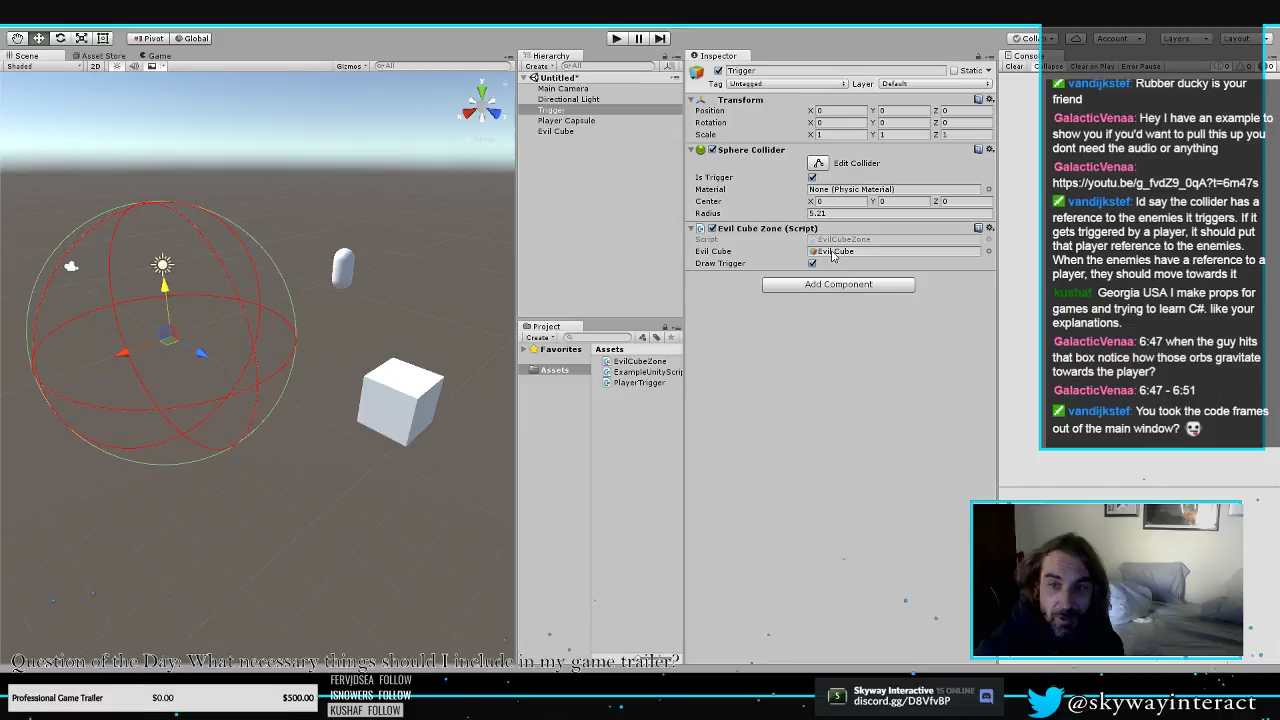 Pivot
Global
Collab
Account
Layers
Layout
Scene
Asset Store
Game
Shaded
2D
Gizmos
All
Hierarchy
Create
All
Untitled*
Main Camera
Directional Light
Trigger
Player Capsule
Evil Cube
Inspector
Trigger
Static
Tag
Untagged
Layer
Default
Transform
Position
X 0
Y 0
Z 0
Rotation
X 0
Y 0
Z 0
Scale
X 1
Y 1
Z 1
Sphere Collider
Edit Collider
Is Trigger
Material
None (Physic Material)
Center
X 0
Y 0
Z 0
Radius
5.21
Evil Cube Zone (Script)
Script
EvilCubeZone
Evil Cube
Evil Cube
Draw Trigger
Add Component
Project
Create
Favorites
Assets
Assets
EvilCubeZone
ExampleUnityScrip
PlayerTrigger
Console
Clear
Collapse
Clear on Play
Error Pause
vandijkstef: Rubber ducky is your
friend
GalacticVenaa: Hey I have an example to
show you if you'd want to pull this up you
dont need the audio or anything
GalacticVenaa:
https://youtu.be/g_fvdZ9_0qA?t=6m47s
vandijkstef: Id say the collider has a
reference to the enemies it triggers. If it
gets triggered by a player, it should put
that player reference to the enemies.
When the enemies have a reference to a
player, they should move towards it
kushaf: Georgia USA I make props for
games and trying to learn C#. like your
explanations.
GalacticVenaa: 6:47 when the guy hits
that box notice how those orbs gravitate
towards the player?
GalacticVenaa: 6:47 - 6:51
vandijkstef: You took the code frames
out of the main window?
Question of the Day: What necessary things should I include in my game trailer?
Professional Game Trailer
$0.00
$500.00
FERVJDSEA FOLLOW
ISNOWERS FOLLOW
KUSHAF FOLLOW
5
Skyway Interactive 15 ONLINE
discord.gg/D8VfvBP
@skywayinteract